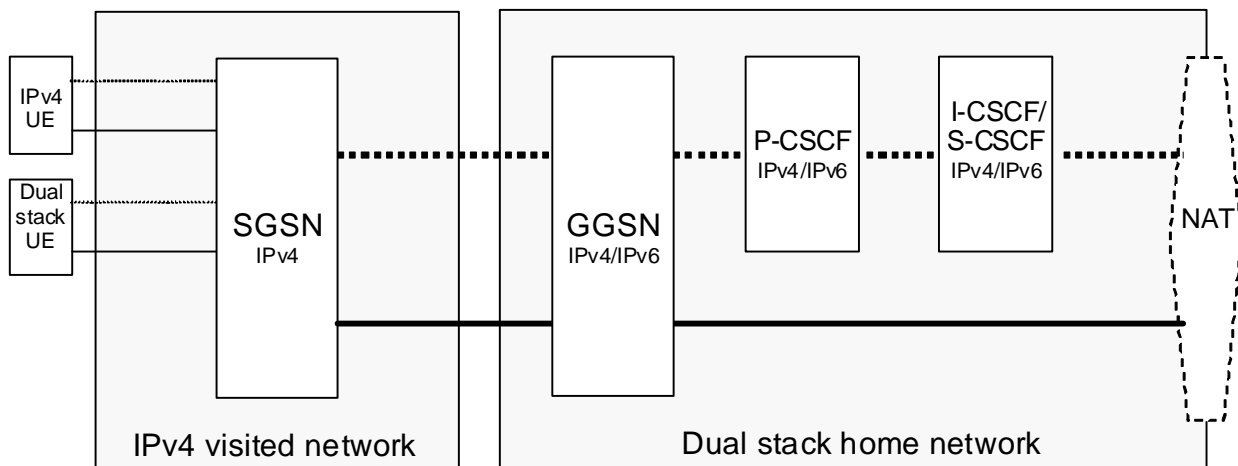 IPv4
UE
Dual
stack
UE
SGSN
IPv4
GGSN
IPv4/IPv6
P-CSCF
IPv4/IPv6
I-CSCF/
S-CSCF
IPv4/IPv6
NAT
IPv4 visited network
Dual stack home network